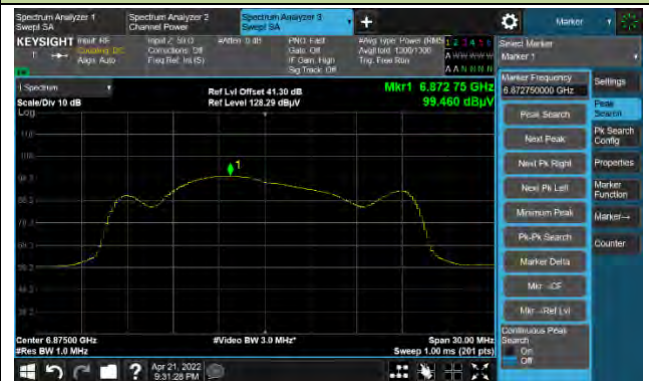 Spectrum Analyzer 1
Swept SA
Spectrum Analyzer 2
Channel Power
Spectrum Analyzer 3
Swept SA
Marker
KEYSIGHT
Input: RF
Coupling: DC
Align: Auto
Input Z: 50 Ω
Corrections: Off
Freq Ref: Int (S)
#Atten: 0 dB
PNO: Fast
Gate: Off
IF Gain: High
Sig Track: Off
#Avg Type: Power (RMS)
Avg|Hold: 1300/1300
Trig: Free Run
1 2 3 4 5 6
Select Marker
Marker 1
1 Spectrum
Scale/Div 10 dB
Log
Ref Lvl Offset 41.30 dB
Ref Level 128.29 dBµV
Mkr1 6.872 75 GHz
99.460 dBµV
Marker Frequency
6.872750000 GHz
Settings
Peak Search
Next Peak
Next Pk Right
Next Pk Left
Minimum Peak
Pk-Pk Search
Marker Delta
Mkr→CF
Mkr→Ref Lvl
Continuous Peak
Search
On
Off
Peak
Search
Pk Search
Config
Properties
Marker
Function
Marker→
Counter
1
Center 6.87500 GHz
#Res BW 1.0 MHz
#Video BW 3.0 MHz*
Span 30.00 MHz
Sweep 1.00 ms (201 pts)
Apr 21, 2022
9:31:28 PM